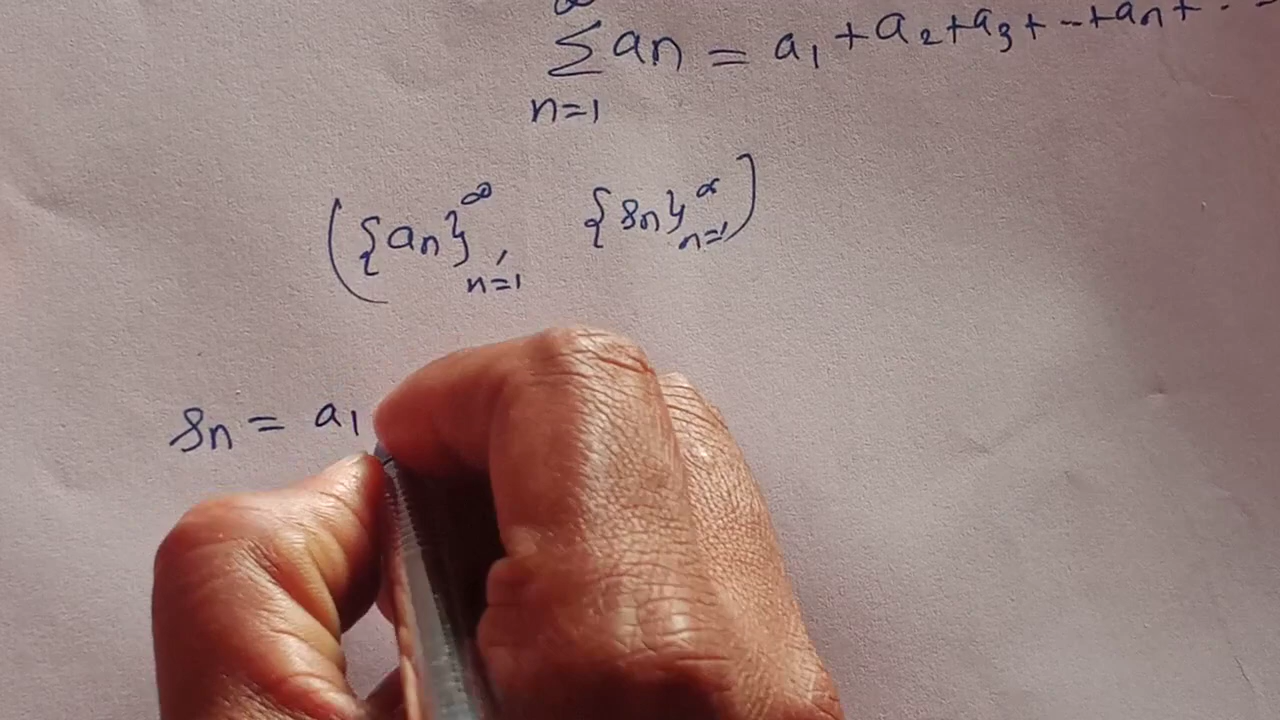 ∞
∑ an = a1 + a2 + a3 + -- + an + . --
n=1
({an}∞n=1, {sn}∞n=1)
sn = a1